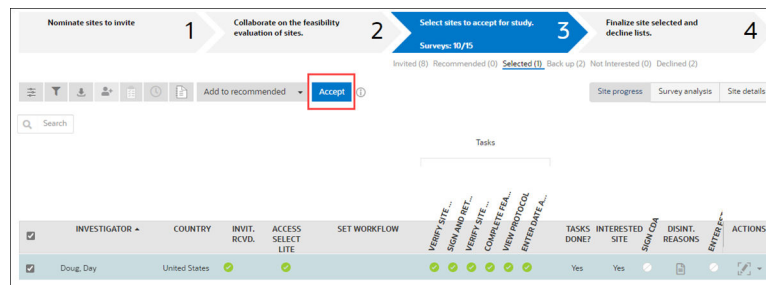 Nominate sites to invite
1
Collaborate on the feasibility
evaluation of sites.
2
Select sites to accept for study.
Surveys: 10/15
3
Finalize site selected and
decline lists.
4
Invited (8) Recommended (0) Selected (1) Back up (2) Not Interested (0) Declined (2)
Add to recommended Accept
Site progress Survey analysis Site details
Search
Tasks
INVESTIGATOR COUNTRY INVIT. RCVD. ACCESS SELECT LITE SET WORKFLOW
VERIFY SITE ...
SIGN AND RET...
VERIFY SITE ...
COMPLETE FEA...
VIEW PROTOCOL
ENTER DATE A...
TASKS DONE? INTERESTED SITE SIGN CDA DISINT. REASONS ENTER EST ACTIONS
Doug, Day United States Yes Yes